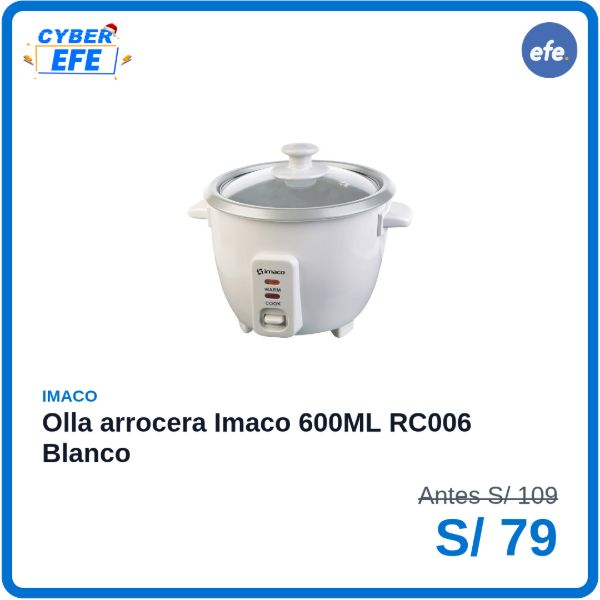 CYBER
EFE
efe.
imaco
WARM
COOK
IMACO
Olla arrocera Imaco 600ML RC006
Blanco
Antes S/ 109
S/ 79